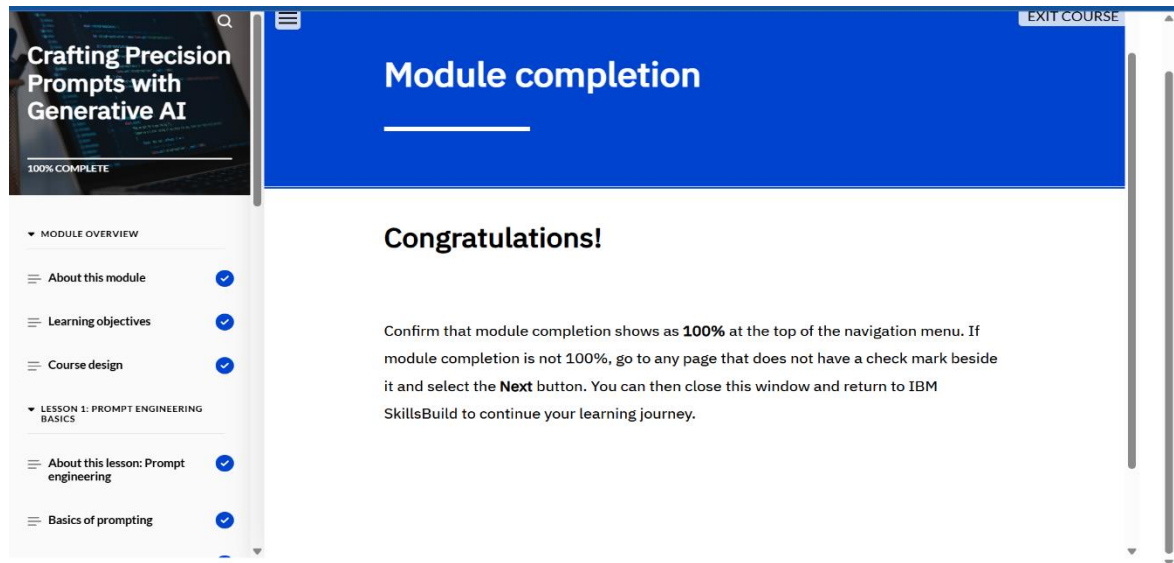 Crafting Precision
Prompts with
Generative AI
100% COMPLETE
▼ MODULE OVERVIEW
About this module
Learning objectives
Course design
▼ LESSON 1: PROMPT ENGINEERING
BASICS
About this lesson: Prompt
engineering
Basics of prompting
EXIT COURSE
Module completion
Congratulations!
Confirm that module completion shows as 100% at the top of the navigation menu. If
module completion is not 100%, go to any page that does not have a check mark beside
it and select the Next button. You can then close this window and return to IBM
SkillsBuild to continue your learning journey.